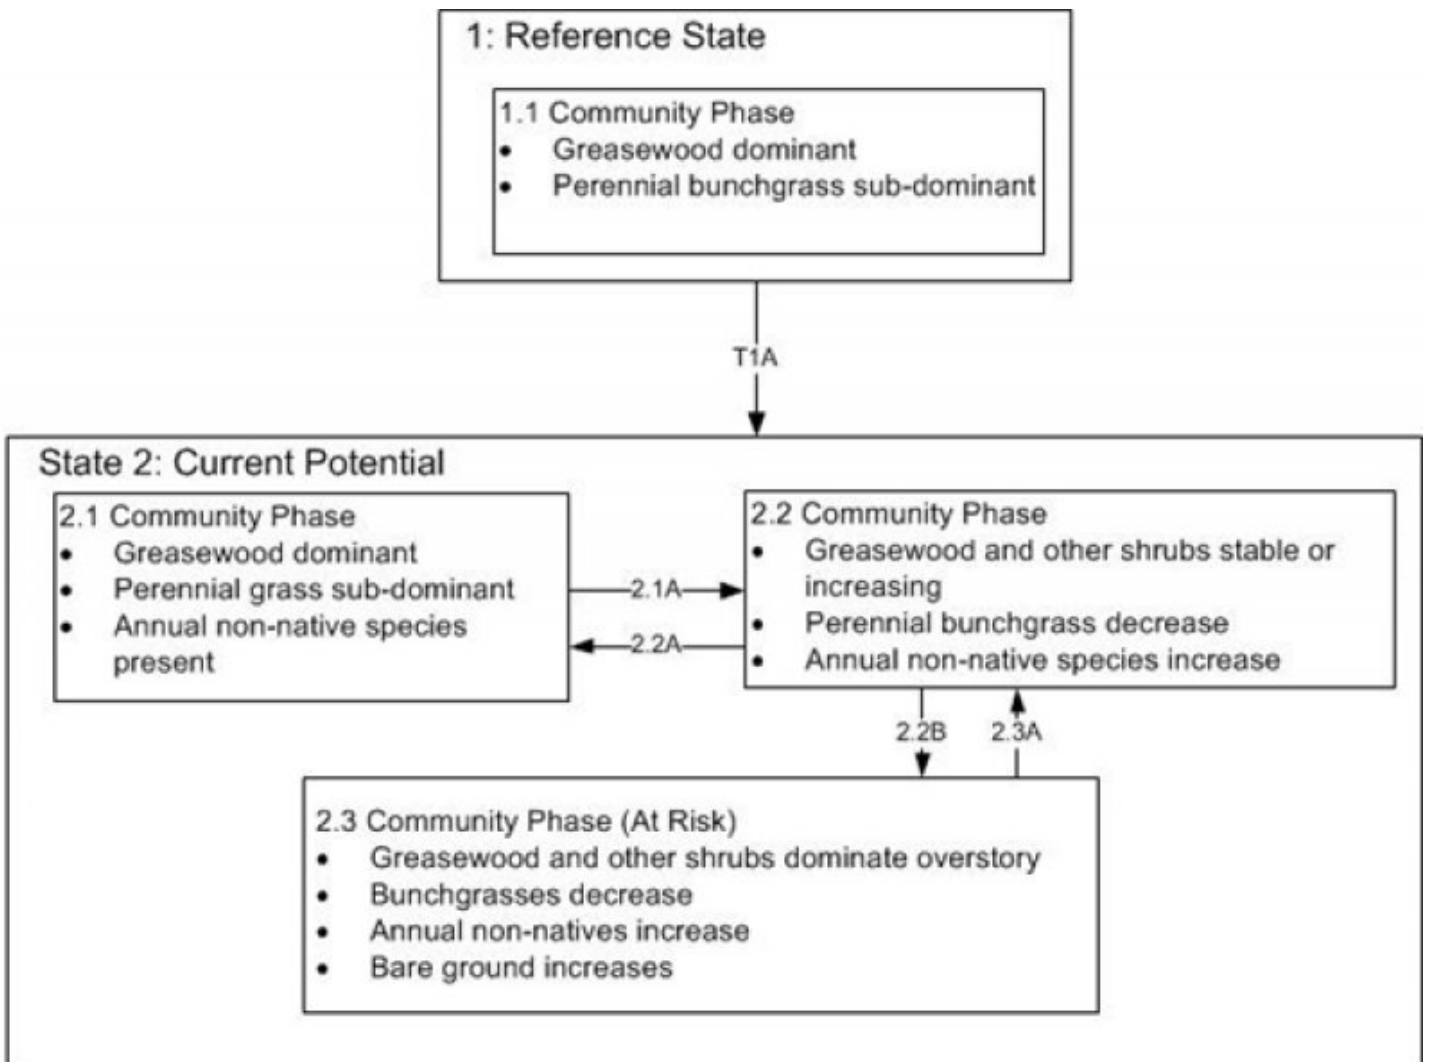 1: Reference State
1.1 Community Phase
• Greasewood dominant
• Perennial bunchgrass sub-dominant
T1A
State 2: Current Potential
2.1 Community Phase
• Greasewood dominant
• Perennial grass sub-dominant
• Annual non-native species
present
2.1A
2.2A
2.2 Community Phase
• Greasewood and other shrubs stable or
increasing
• Perennial bunchgrass decrease
• Annual non-native species increase
2.2B
2.3A
2.3 Community Phase (At Risk)
• Greasewood and other shrubs dominate overstory
• Bunchgrasses decrease
• Annual non-natives increase
• Bare ground increases